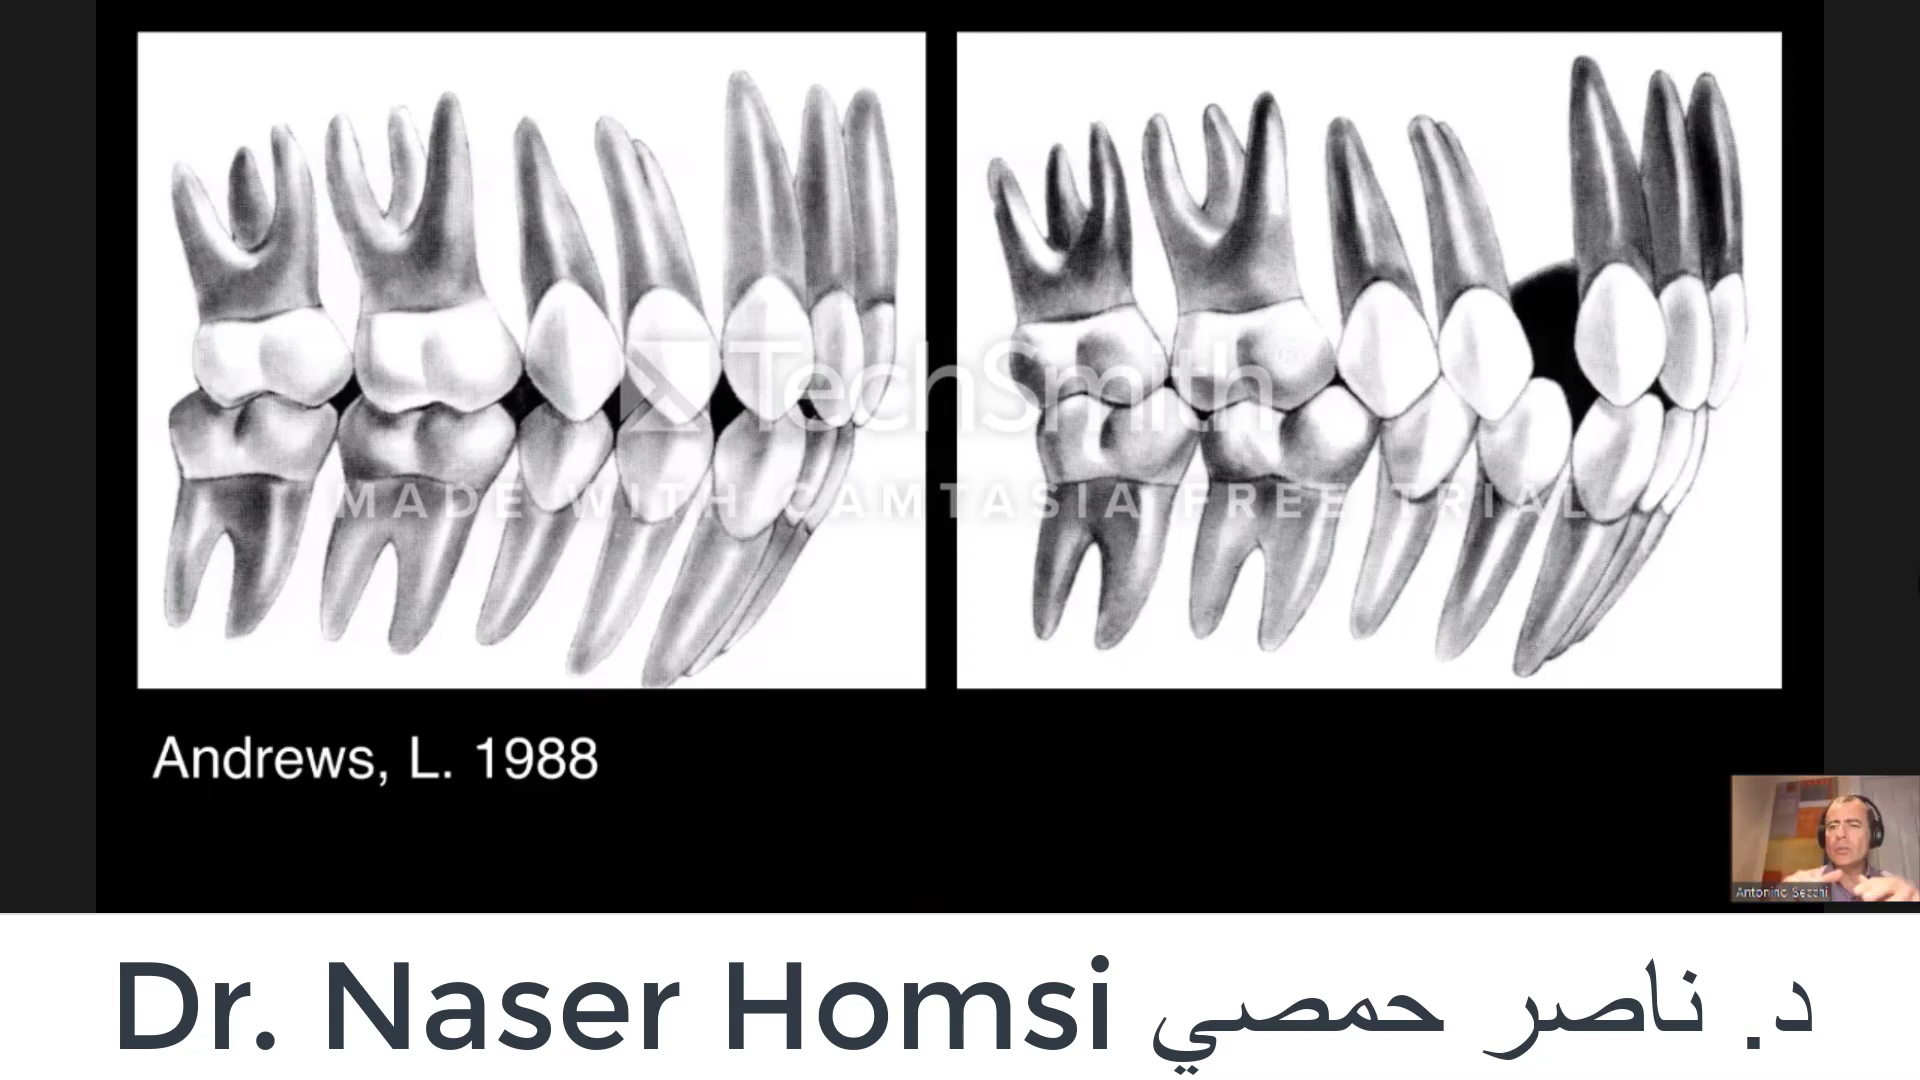 TechSmith®
MADE WITH CAMTASIA FREE TRIAL
Andrews, L. 1988
Antonino Secchi
Dr. Naser Homsi د. ناصر حمصي